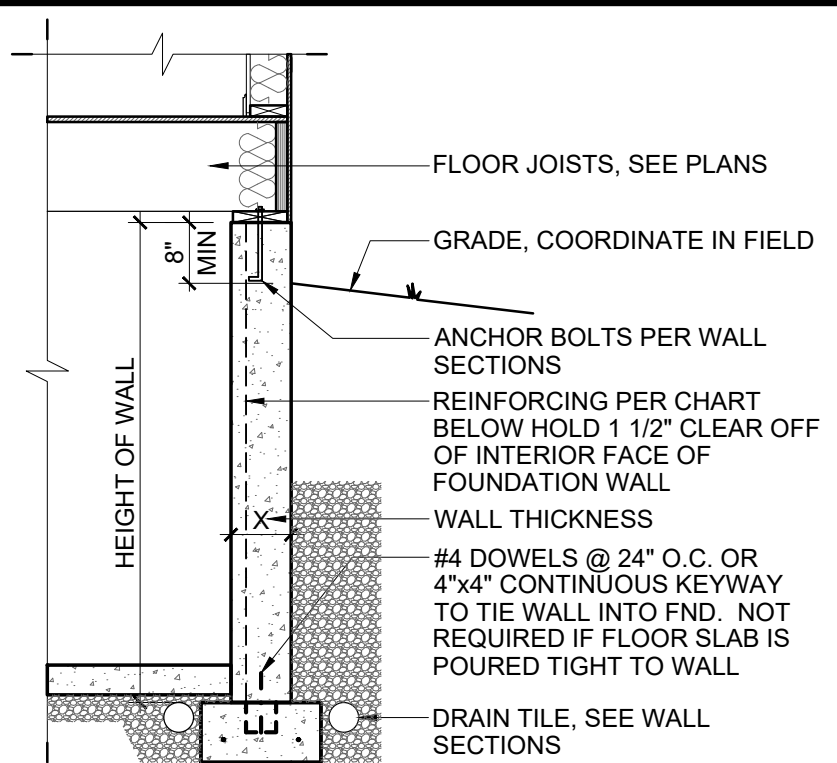 FLOOR JOISTS, SEE PLANS
8"
MIN
GRADE, COORDINATE IN FIELD
ANCHOR BOLTS PER WALL
SECTIONS
HEIGHT OF WALL
REINFORCING PER CHART
BELOW HOLD 1 1/2" CLEAR OFF
OF INTERIOR FACE OF
FOUNDATION WALL
X
WALL THICKNESS
#4 DOWELS @ 24" O.C. OR
4"x4" CONTINUOUS KEYWAY
TO TIE WALL INTO FND. NOT
REQUIRED IF FLOOR SLAB IS
POURED TIGHT TO WALL
DRAIN TILE, SEE WALL
SECTIONS